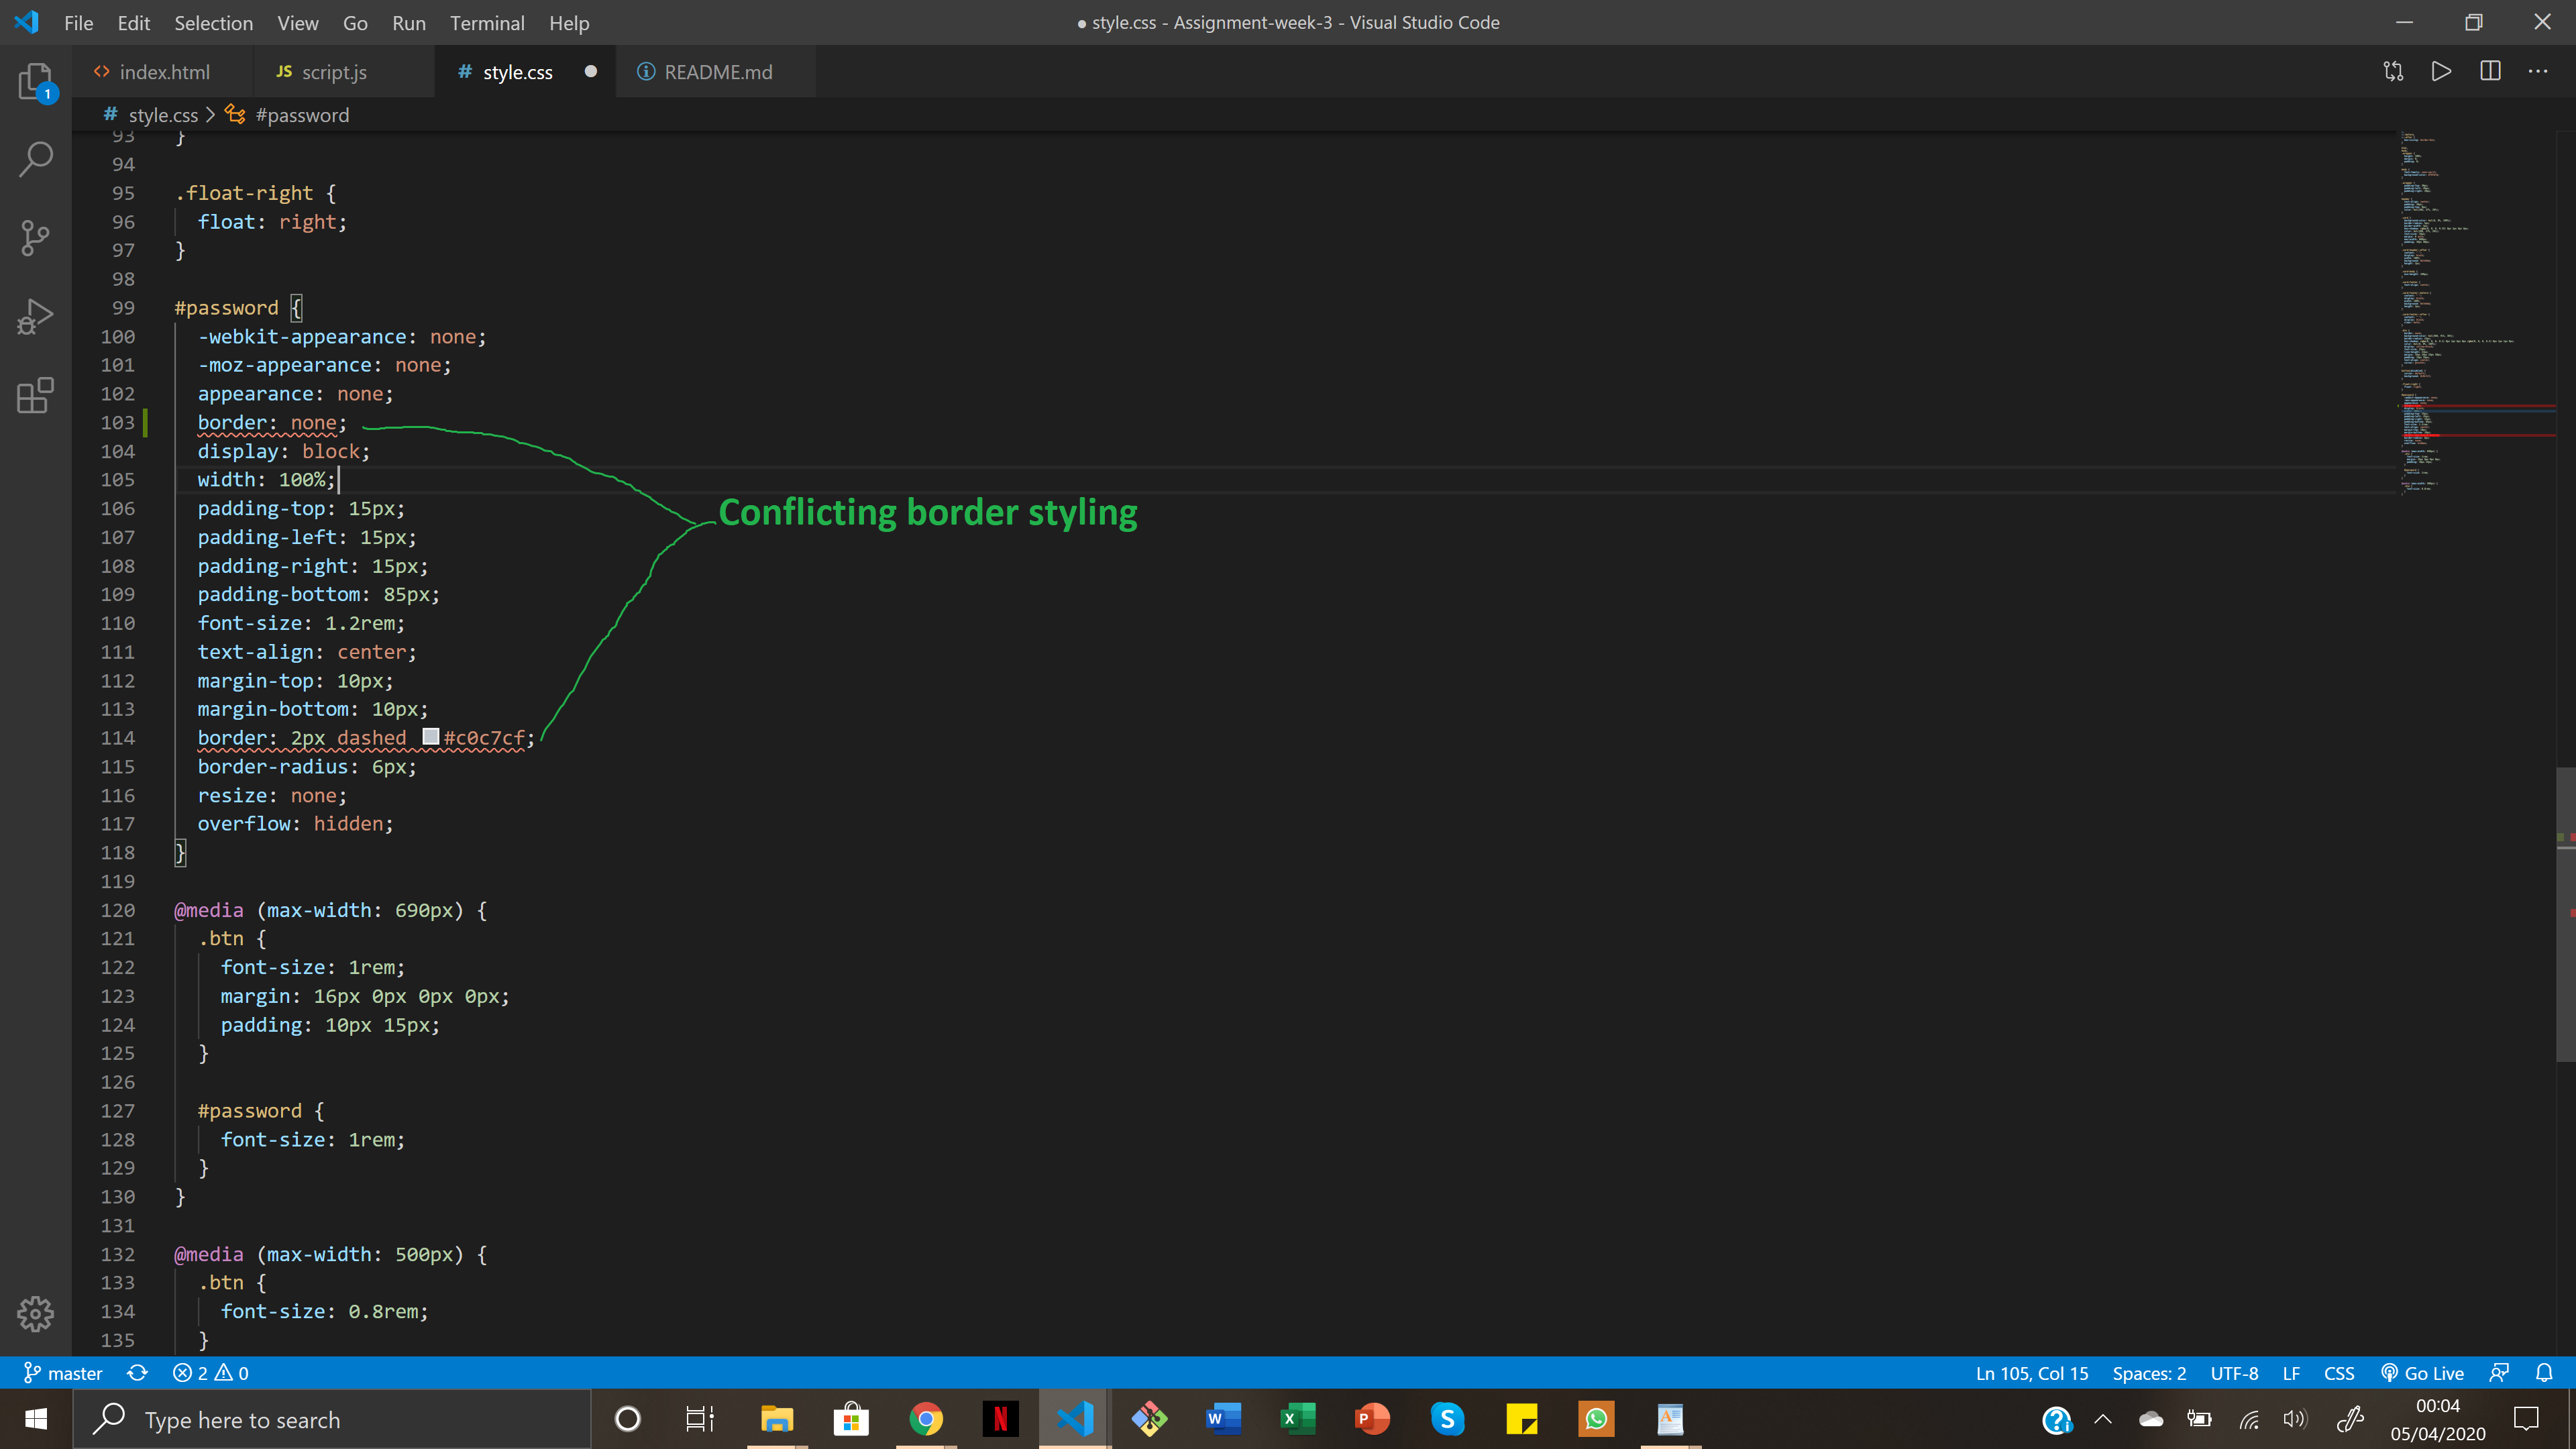 File Edit Selection View Go Run Terminal Help
● style.css - Assignment-week-3 - Visual Studio Code
1
<> index.html
JS script.js
# style.css ●
README.md
# style.css > #password
93 }
94
95 .float-right {
96 float: right;
97 }
98
99 #password {
100 -webkit-appearance: none;
101 -moz-appearance: none;
102 appearance: none;
103 border: none;
104 display: block;
105 width: 100%;
106 padding-top: 15px;
107 padding-left: 15px;
108 padding-right: 15px;
109 padding-bottom: 85px;
110 font-size: 1.2rem;
111 text-align: center;
112 margin-top: 10px;
113 margin-bottom: 10px;
114 border: 2px dashed #c0c7cf;
115 border-radius: 6px;
116 resize: none;
117 overflow: hidden;
118 }
119
120 @media (max-width: 690px) {
121 .btn {
122 font-size: 1rem;
123 margin: 16px 0px 0px 0px;
124 padding: 10px 15px;
125 }
126
127 #password {
128 font-size: 1rem;
129 }
130 }
131
132 @media (max-width: 500px) {
133 .btn {
134 font-size: 0.8rem;
135 }
Conflicting border styling
master 2 0
Ln 105, Col 15 Spaces: 2 UTF-8 LF CSS Go Live
Type here to search
00:04
05/04/2020